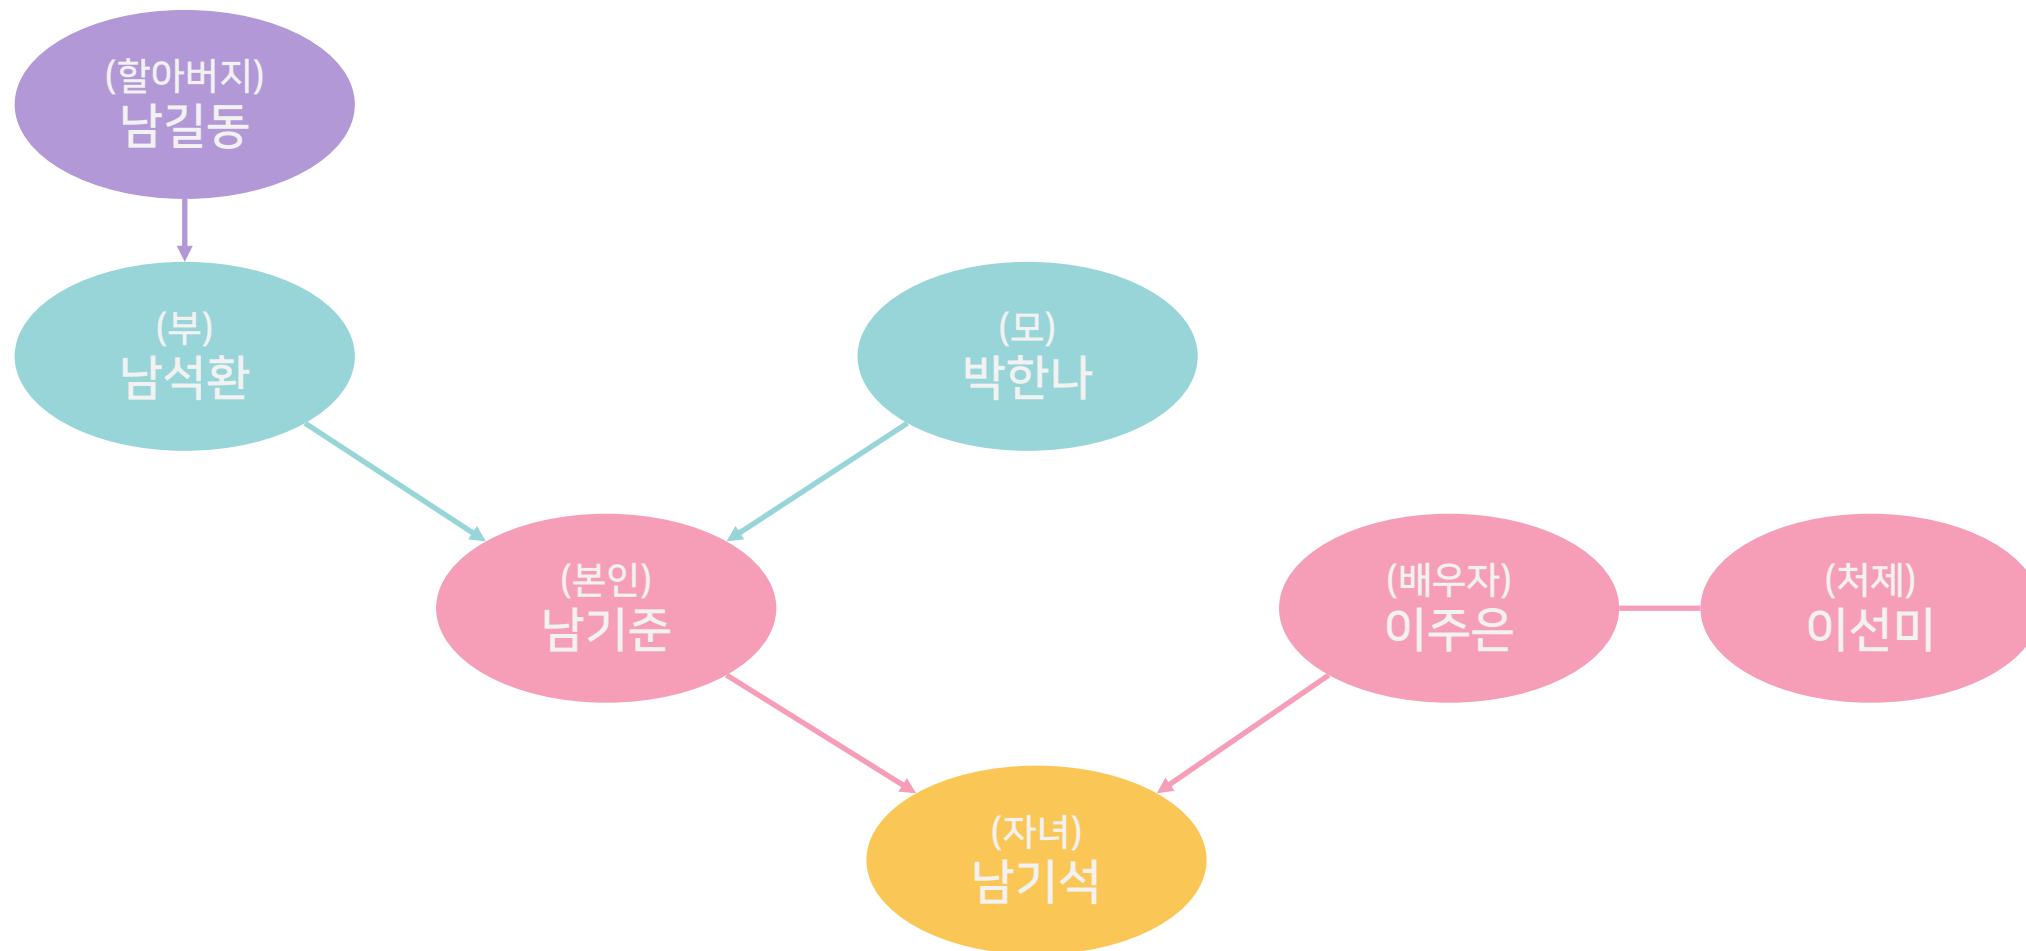 (할아버지)
남길동
(부)
남석환
(모)
박한나
(본인)
남기준
(배우자)
이주은
(처제)
이선미
(자녀)
남기석